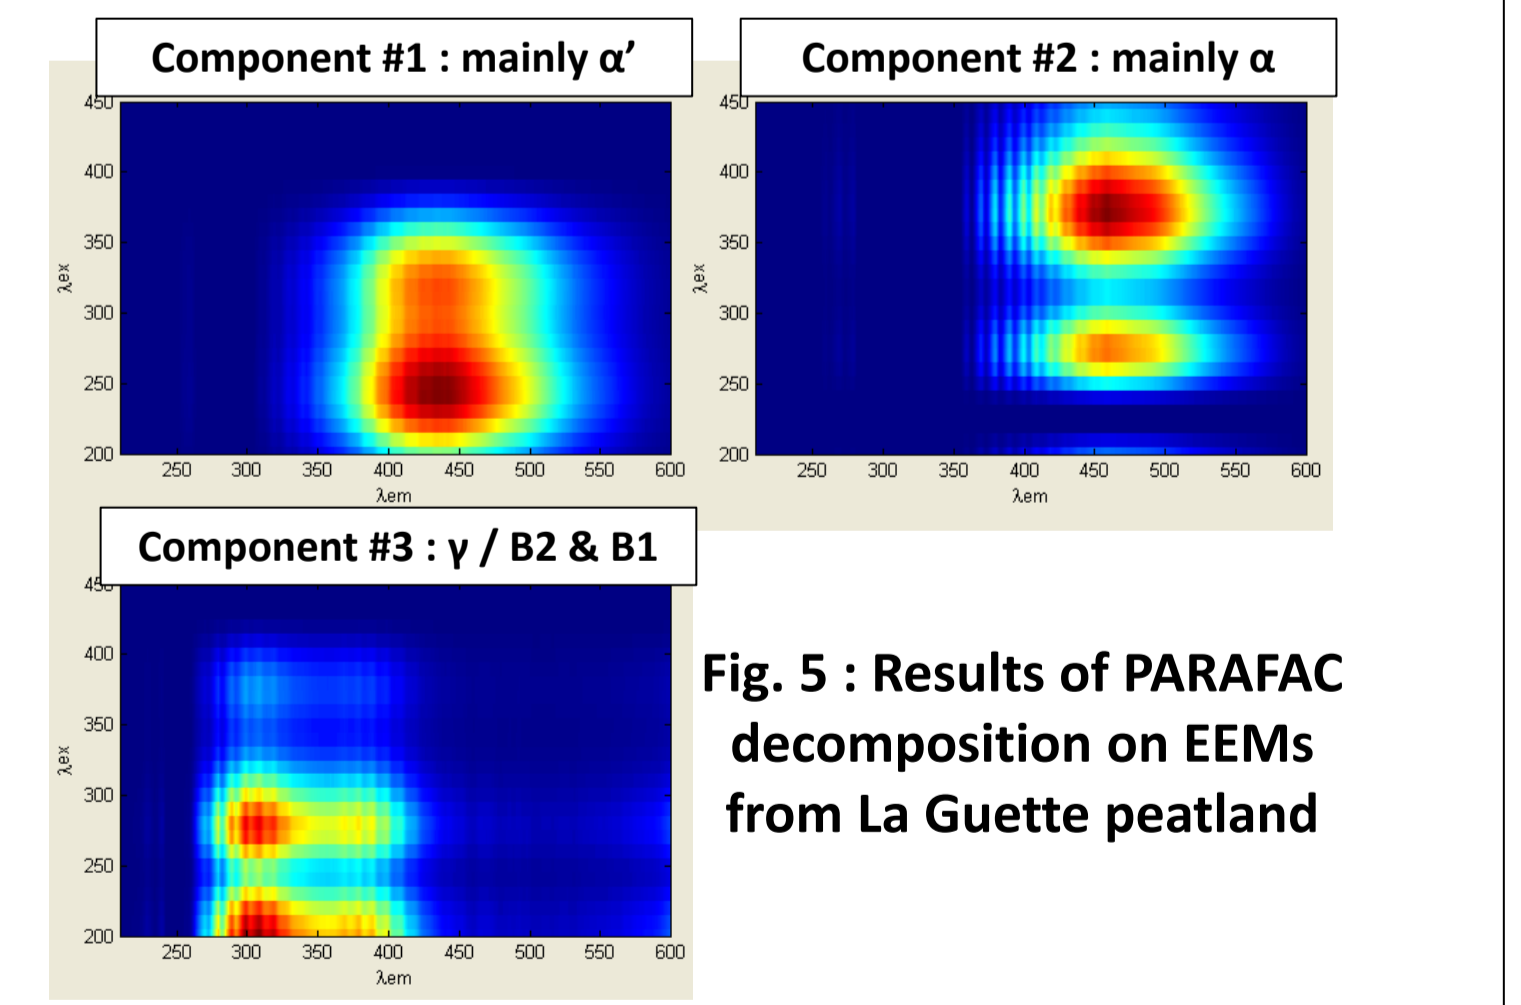 Component #1 : mainly α’
450
400
350
300
250
200
λex
250 300 350 400 450 500 550 600
λem
Component #2 : mainly α
450
400
350
300
250
200
λex
250 300 350 400 450 500 550 600
λem
Component #3 : γ / B2 & B1
450
400
350
300
250
200
λex
250 300 350 400 450 500 550 600
λem
Fig. 5 : Results of PARAFAC
decomposition on EEMs
from La Guette peatland